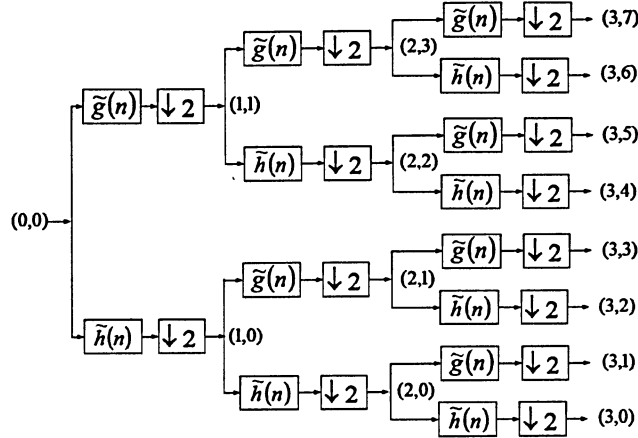 g̃(n) ↓2 (3,7)
g̃(n) ↓2 (2,3)
h̃(n) ↓2 (3,6)
g̃(n) ↓2 (1,1)
g̃(n) ↓2 (3,5)
h̃(n) ↓2 (2,2)
h̃(n) ↓2 (3,4)
(0,0)
g̃(n) ↓2 (3,3)
g̃(n) ↓2 (2,1)
h̃(n) ↓2 (3,2)
h̃(n) ↓2 (1,0)
g̃(n) ↓2 (3,1)
h̃(n) ↓2 (2,0)
h̃(n) ↓2 (3,0)